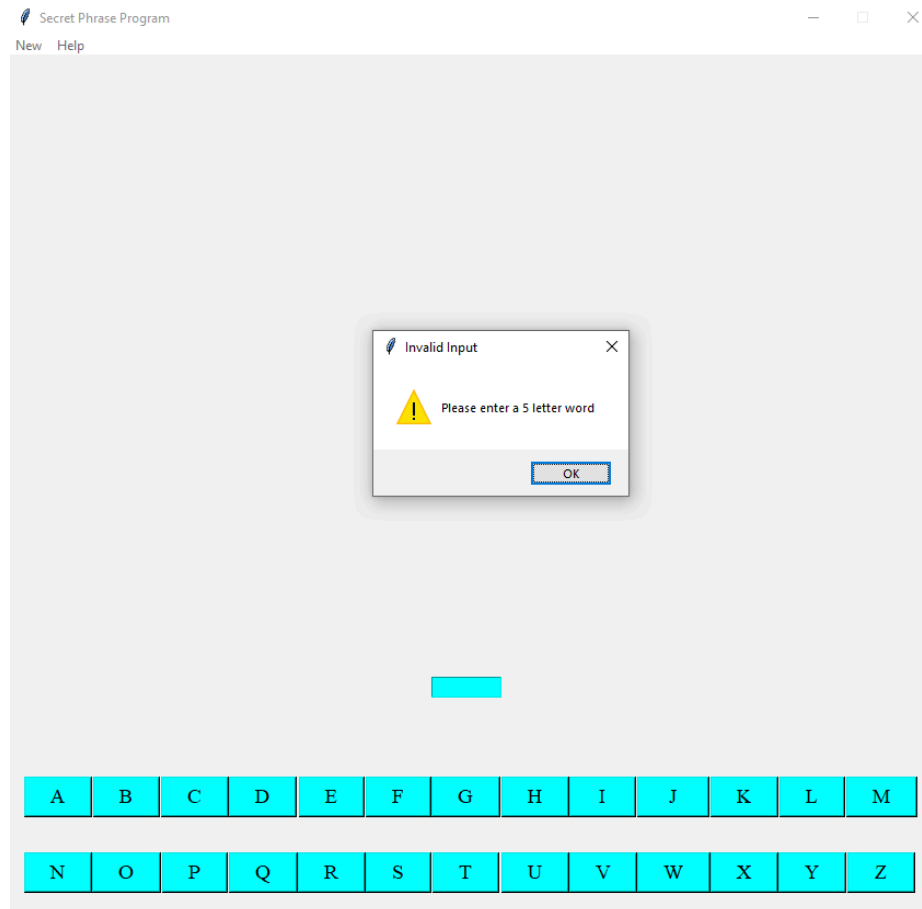 Secret Phrase Program
New Help
Invalid Input
Please enter a 5 letter word
OK
A B C D E F G H I J K L M
N O P Q R S T U V W X Y Z